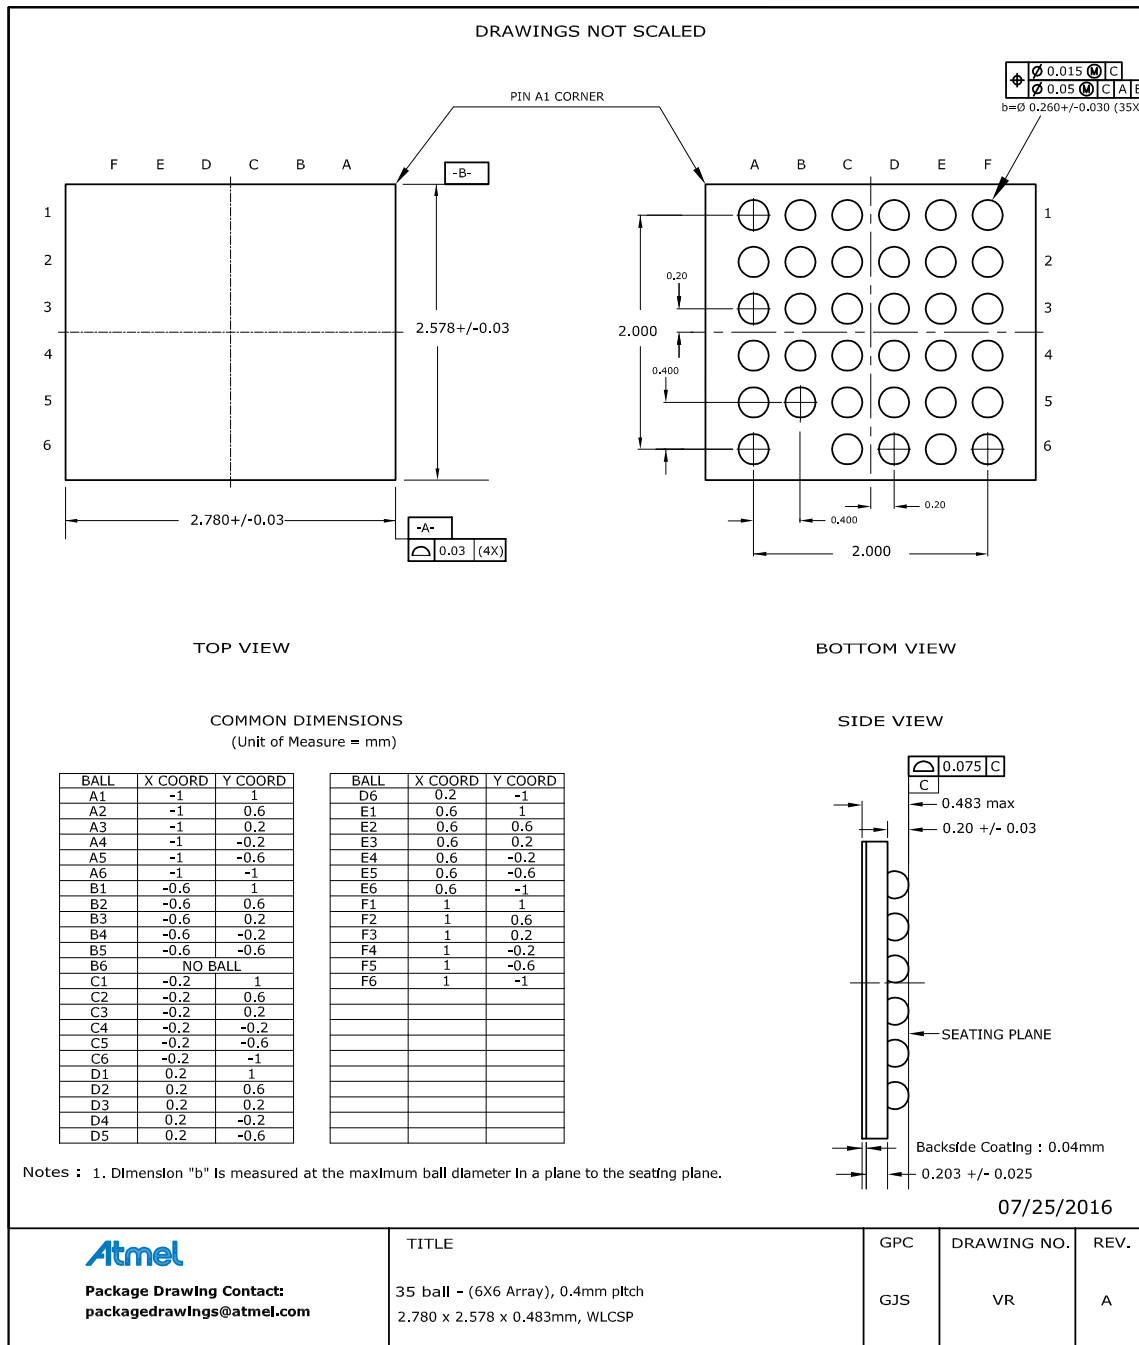 DRAWINGS NOT SCALED
Ø 0.015 Ⓜ C
Ø 0.05 Ⓜ C A B
b=Ø 0.260+/-0.030 (35X
PIN A1 CORNER
F E D C B A
-B-
A B C D E F
1
2
3
4
5
6
2.578+/-0.03
2.780+/-0.03
-A-
0.03 (4X)
1
2
3
4
5
6
0.20
2.000
0.400
0.20
0.400
2.000
TOP VIEW
BOTTOM VIEW
COMMON DIMENSIONS
(Unit of Measure = mm)
BALL X COORD Y COORD
A1 -1 1
A2 -1 0.6
A3 -1 0.2
A4 -1 -0.2
A5 -1 -0.6
A6 -1 -1
B1 -0.6 1
B2 -0.6 0.6
B3 -0.6 0.2
B4 -0.6 -0.2
B5 -0.6 -0.6
B6 NO BALL
C1 -0.2 1
C2 -0.2 0.6
C3 -0.2 0.2
C4 -0.2 -0.2
C5 -0.2 -0.6
C6 -0.2 -1
D1 0.2 1
D2 0.2 0.6
D3 0.2 0.2
D4 0.2 -0.2
D5 0.2 -0.6
BALL X COORD Y COORD
D6 0.2 -1
E1 0.6 1
E2 0.6 0.6
E3 0.6 0.2
E4 0.6 -0.2
E5 0.6 -0.6
E6 0.6 -1
F1 1 1
F2 1 0.6
F3 1 0.2
F4 1 -0.2
F5 1 -0.6
F6 1 -1
SIDE VIEW
0.075 C
C
0.483 max
0.20 +/- 0.03
SEATING PLANE
Backside Coating : 0.04mm
0.203 +/- 0.025
Notes : 1. Dimension "b" is measured at the maximum ball diameter in a plane to the seating plane.
07/25/2016
Atmel
Package Drawing Contact:
packagedrawings@atmel.com
TITLE
35 ball - (6X6 Array), 0.4mm pitch
2.780 x 2.578 x 0.483mm, WLCSP
GPC
GJS
DRAWING NO.
VR
REV.
A